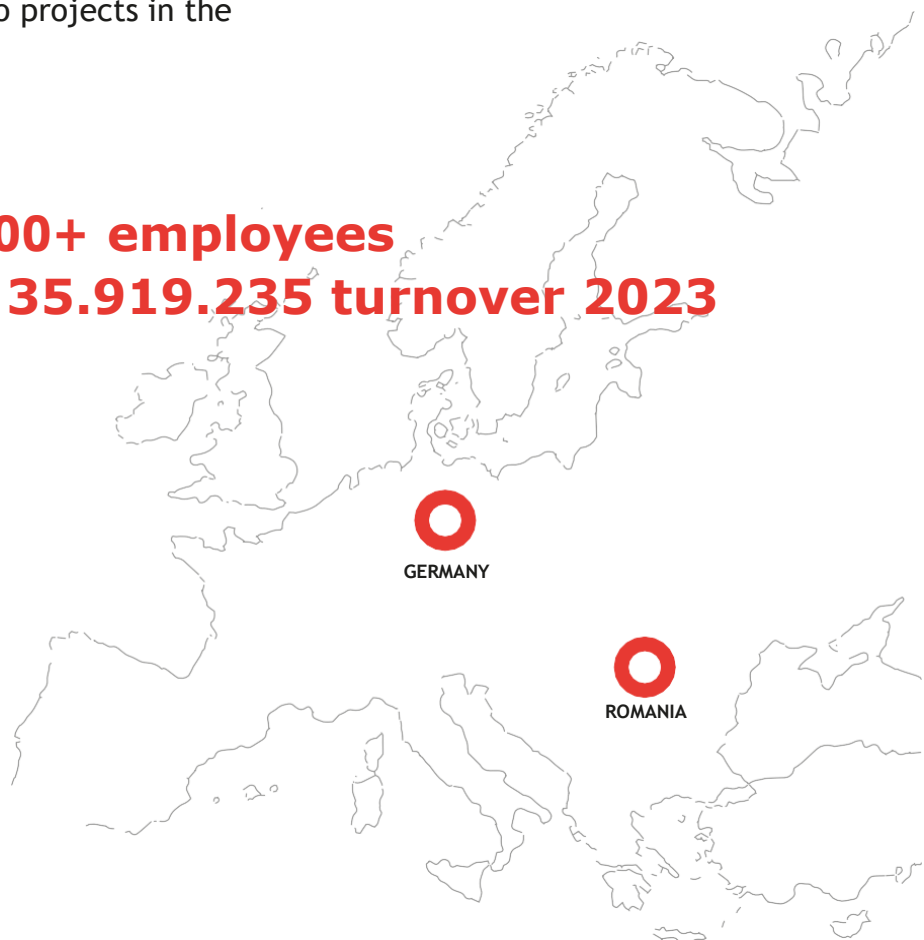 projects in the
00+ employees
35.919.235 turnover 2023
GERMANY
ROMANIA